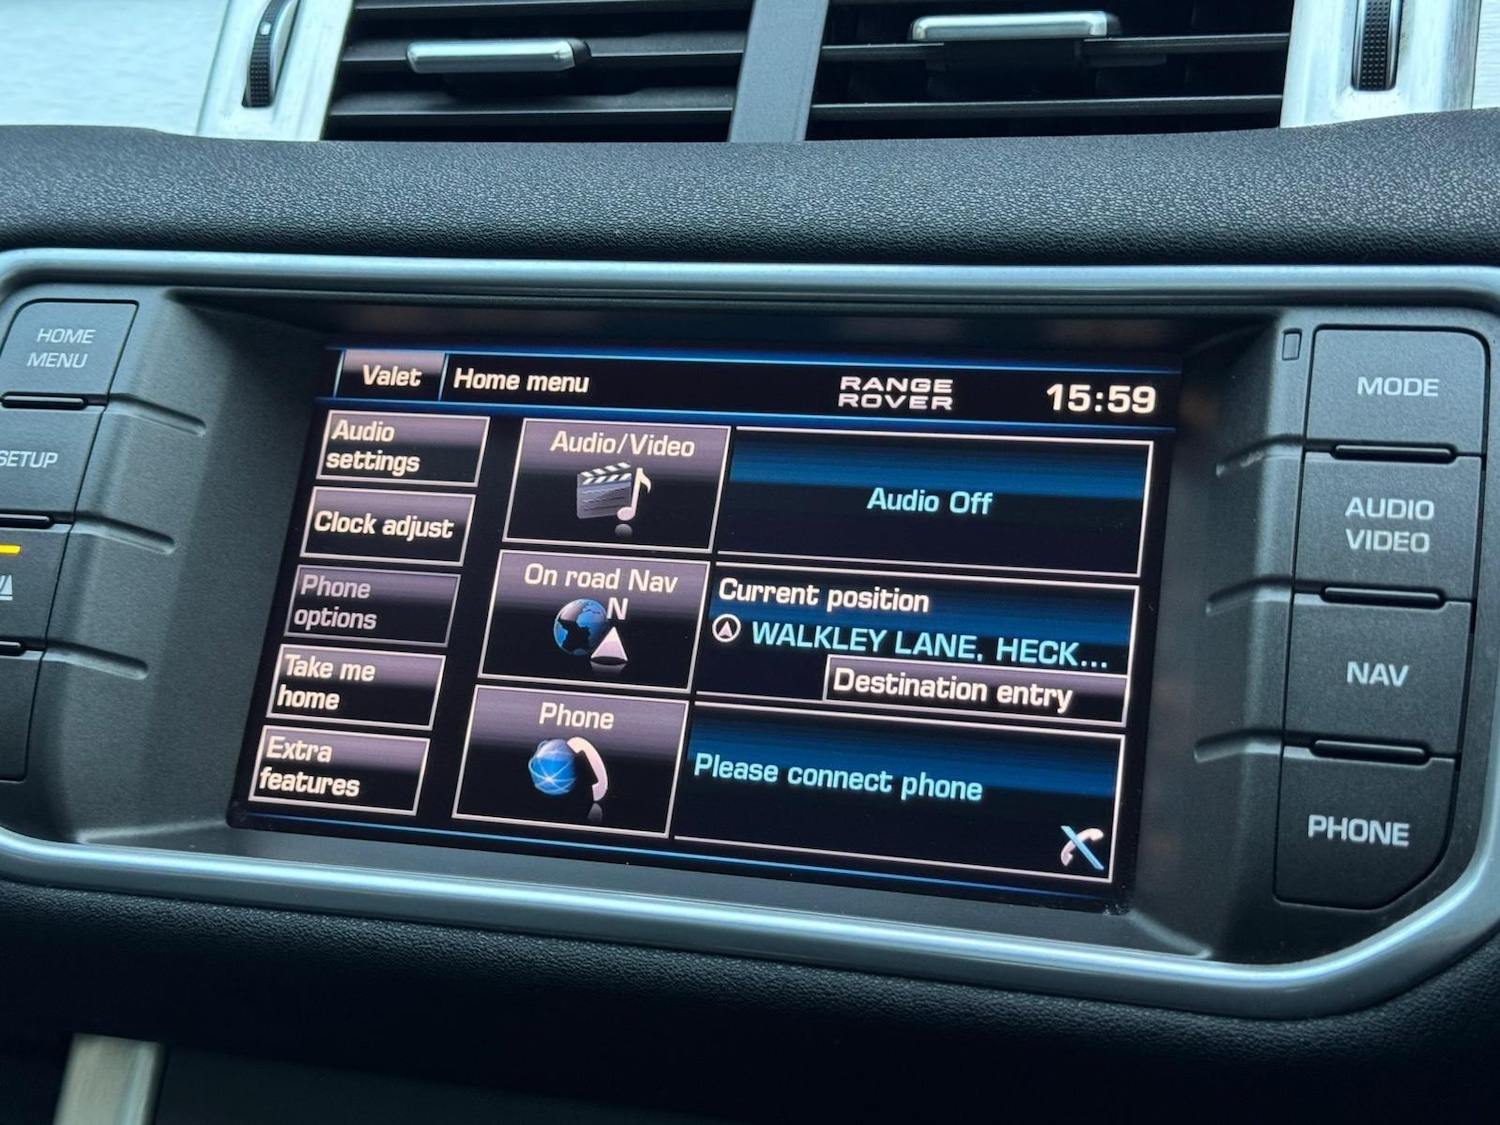 HOME
MENU
SETUP
Valet
Home menu
RANGE
ROVER
15:59
Audio
settings
Clock adjust
Phone
options
Take me
home
Extra
features
Audio/Video
Audio Off
On road Nav
N
Current position
WALKLEY LANE, HECK...
Destination entry
Phone
Please connect phone
MODE
AUDIO
VIDEO
NAV
PHONE